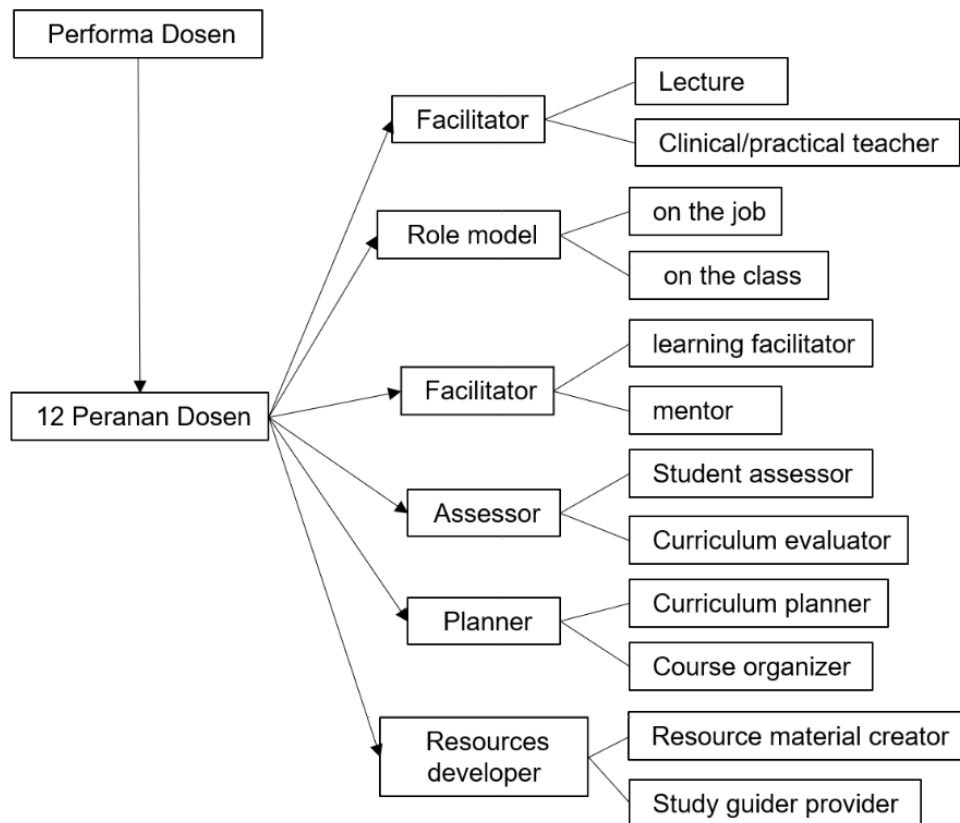 Performa Dosen
12 Peranan Dosen
Facilitator
Lecture
Clinical/practical teacher
Role model
on the job
on the class
Facilitator
learning facilitator
mentor
Assessor
Student assessor
Curriculum evaluator
Planner
Curriculum planner
Course organizer
Resources
developer
Resource material creator
Study guider provider